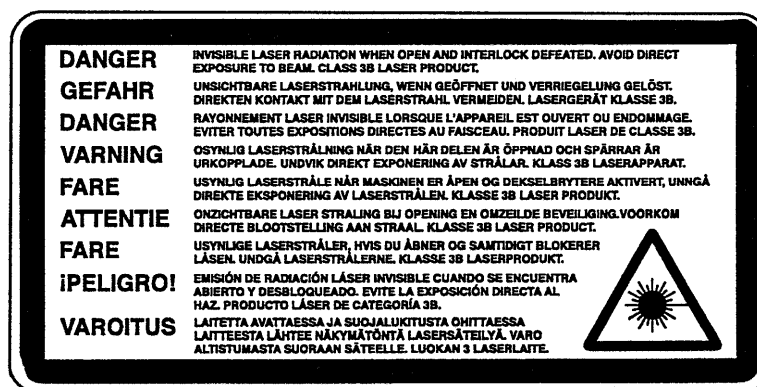 DANGER INVISIBLE LASER RADIATION WHEN OPEN AND INTERLOCK DEFEATED. AVOID DIRECT
EXPOSURE TO BEAM. CLASS 3B LASER PRODUCT.
GEFAHR UNSICHTBARE LASERSTRAHLUNG, WENN GEÖFFNET UND VERRIEGELUNG GELÖST.
DIREKTEN KONTAKT MIT DEM LASERSTRAHL VERMEIDEN. LASERGERÄT KLASSE 3B.
DANGER RAYONNEMENT LASER INVISIBLE LORSQUE L'APPAREIL EST OUVERT OU ENDOMMAGE.
EVITER TOUTES EXPOSITIONS DIRECTES AU FAISCEAU. PRODUIT LASER DE CLASSE 3B.
VARNING OSYNLIG LASERSTRÅLNING NÄR DEN HÄR DELEN ÄR ÖPPNAD OCH SPÄRRAR ÄR
URKOPPLADE. UNDVIK DIREKT EXPONERING AV STRÅLAR. KLASS 3B LASERAPPARAT.
FARE USYNLIG LASERSTRÅLE NÅR MASKINEN ER ÅPEN OG DEKSELBRYTERE AKTIVERT, UNNGÅ
DIREKTE EKSPONERING AV LASERSTRÅLEN. KLASSE 3B LASER PRODUKT.
ATTENTIE ONZICHTBARE LASER STRALING BIJ OPENING EN OMZEILDE BEVEILIGING.VOORKOM
DIRECTE BLOOTSTELLING AAN STRAAL. KLASSE 3B LASER PRODUCT.
FARE USYNLIGE LASERSTRÅLER, HVIS DU ÅBNER OG SAMTIDIGT BLOKERER
LÅSEN. UNDGÅ LASERSTRÅLERNE. KLASSE 3B LASERPRODUKT.
¡PELIGRO! EMISIÓN DE RADIACIÓN LÁSER INVISIBLE CUANDO SE ENCUENTRA
ABIERTO Y DESBLOQUEADO. EVITE LA EXPOSICIÓN DIRECTA AL
HAZ. PRODUCTO LÁSER DE CATEGORÍA 3B.
VAROITUS LAITETTA AVATTAESSA JA SUOJALUKITUSTA OHITTAESSA
LAITTEESTA LÄHTEE NÄKYMÄTÖNTÄ LASERSÄTEILYÄ. VARO
ALTISTUMASTA SUORAAN SÄTEELLE. LUOKAN 3 LASERLAITE.